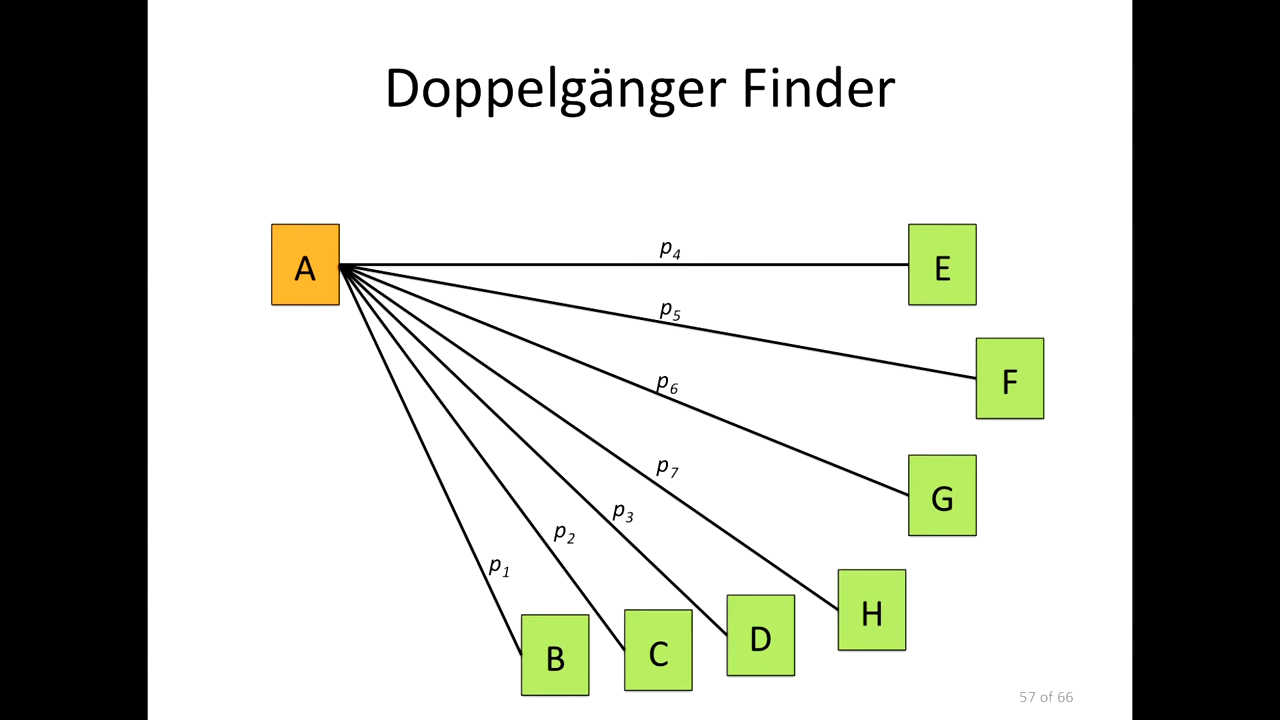 Doppelgänger Finder
A
p4
E
p5
F
p6
G
p7
H
p3
D
p2
C
p1
B
57 of 66